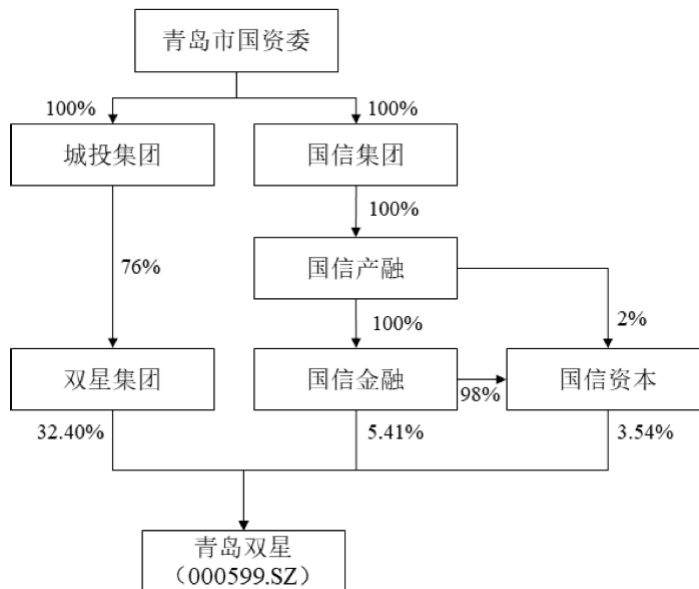 青岛市国资委
100%
100%
城投集团
国信集团
100%
国信产融
76%
100%
2%
双星集团
国信金融
98%
国信资本
32.40%
5.41%
3.54%
青岛双星
（000599.SZ）